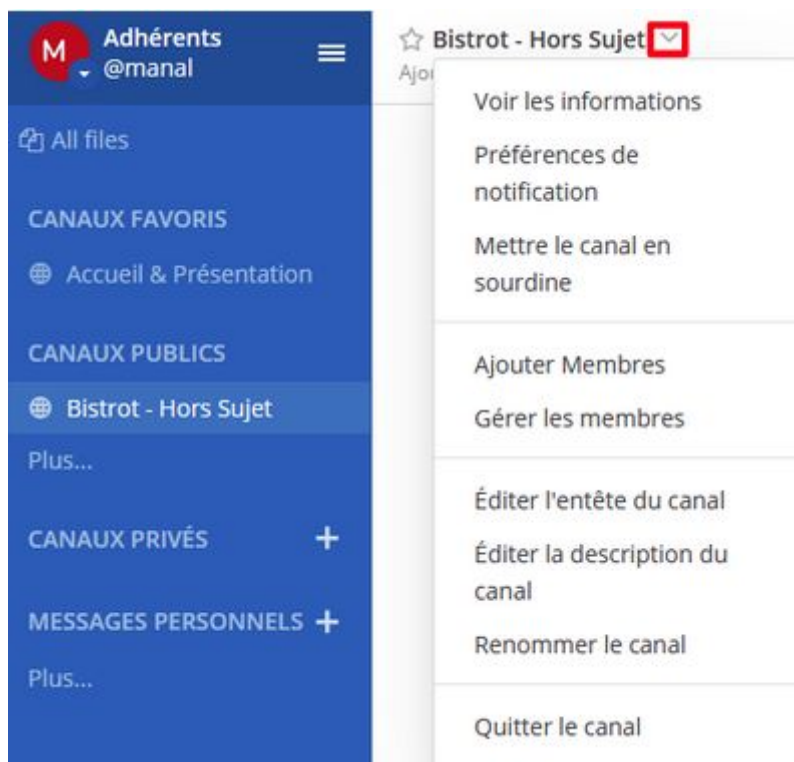 M
Adhérents
@manal
All files
CANAUX FAVORIS
Accueil & Présentation
CANAUX PUBLICS
Bistrot - Hors Sujet
Plus...
CANAUX PRIVÉS
MESSAGES PERSONNELS
Plus...
Bistrot - Hors Sujet
Ajou
Voir les informations
Préférences de
notification
Mettre le canal en
sourdine
Ajouter Membres
Gérer les membres
Éditer l'entête du canal
Éditer la description du
canal
Renommer le canal
Quitter le canal